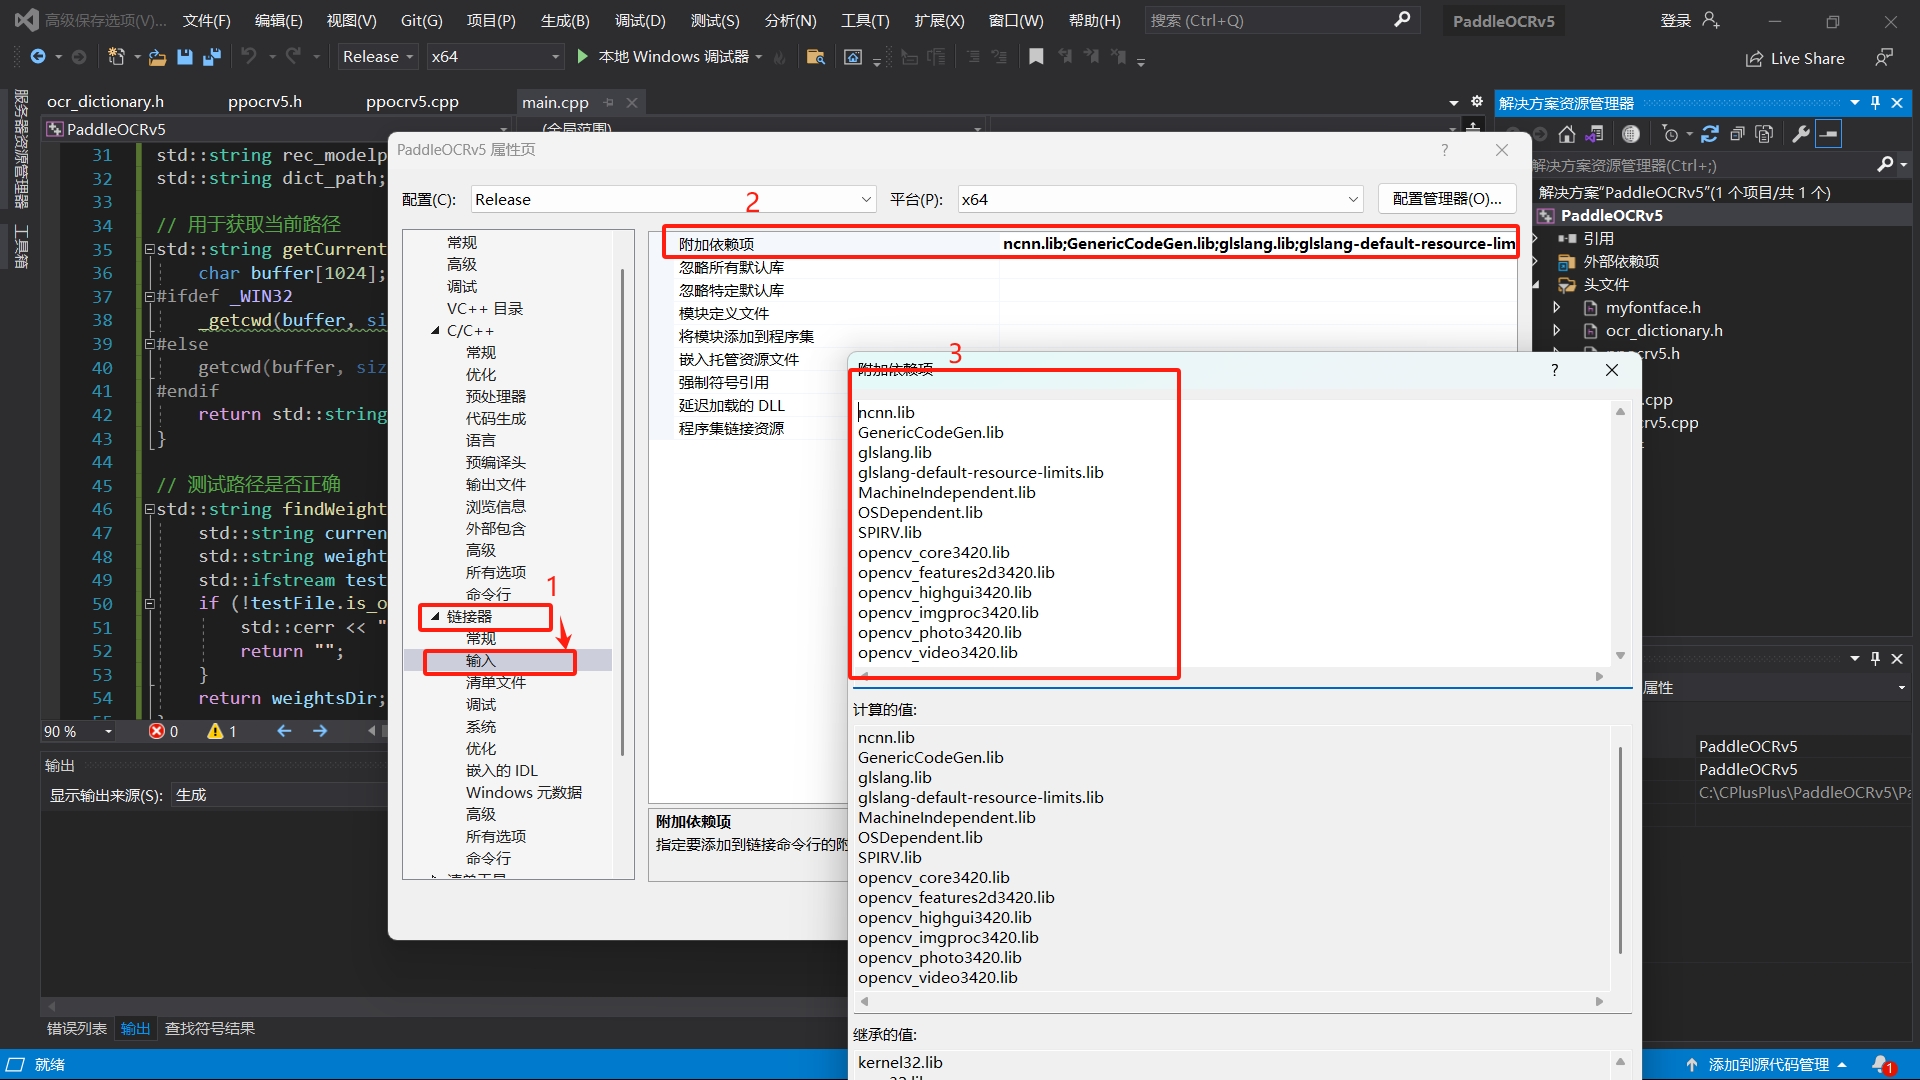 高级保存选项(V)... 文件(F) 编辑(E) 视图(V) Git(G) 项目(P) 生成(B) 调试(D) 测试(S) 分析(N) 工具(T) 扩展(X) 窗口(W) 帮助(H) 搜索 (Ctrl+Q) PaddleOCRv5 登录
Release x64 本地 Windows 调试器 Live Share
服务器资源管理器
工具箱
ocr_dictionary.h ppocrv5.h ppocrv5.cpp main.cpp
PaddleOCRv5 (全局范围)
31 std::string rec_modelp
32 std::string dict_path;
33
34 // 用于获取当前路径
35 std::string getCurrent
36 char buffer[1024];
37 #ifdef _WIN32
38 _getcwd(buffer, si
39 #else
40 getcwd(buffer, siz
41 #endif
42 return std::string
43 }
44
45 // 测试路径是否正确
46 std::string findWeight
47 std::string curren
48 std::string weight
49 std::ifstream test
50 if (!testFile.is_o
51 std::cerr << "
52 return "";
53 }
54 return weightsDir;
90 % 0 1
输出
显示输出来源(S): 生成
错误列表 输出 查找符号结果
就绪
PaddleOCRv5 属性页
?
配置(C): Release 平台(P): x64 配置管理器(O)...
2
常规
高级
调试
VC++ 目录
C/C++
常规
优化
预处理器
代码生成
语言
预编译头
输出文件
浏览信息
外部包含
高级
所有选项
命令行
1
链接器
常规
输入
清单文件
调试
系统
优化
嵌入的 IDL
Windows 元数据
高级
所有选项
命令行
附加依赖项 ncnn.lib;GenericCodeGen.lib;glslang.lib;glslang-default-resource-lim
忽略所有默认库
忽略特定默认库
模块定义文件
将模块添加到程序集
嵌入托管资源文件
强制符号引用
延迟加载的 DLL
程序集链接资源
附加依赖项
指定要添加到链接命令行的附
3
附加依赖项
?
ncnn.lib
GenericCodeGen.lib
glslang.lib
glslang-default-resource-limits.lib
MachineIndependent.lib
OSDependent.lib
SPIRV.lib
opencv_core3420.lib
opencv_features2d3420.lib
opencv_highgui3420.lib
opencv_imgproc3420.lib
opencv_photo3420.lib
opencv_video3420.lib
计算的值:
ncnn.lib
GenericCodeGen.lib
glslang.lib
glslang-default-resource-limits.lib
MachineIndependent.lib
OSDependent.lib
SPIRV.lib
opencv_core3420.lib
opencv_features2d3420.lib
opencv_highgui3420.lib
opencv_imgproc3420.lib
opencv_photo3420.lib
opencv_video3420.lib
继承的值:
kernel32.lib
解决方案资源管理器
解决方案资源管理器(Ctrl+;)
解决方案"PaddleOCRv5"(1 个项目/共 1 个)
PaddleOCRv5
引用
外部依赖项
头文件
myfontface.h
ocr_dictionary.h
ppocrv5.h
.cpp
rv5.cpp
属性
PaddleOCRv5
PaddleOCRv5
C:\CPlusPlus\PaddleOCRv5\Pa
添加到源代码管理 1